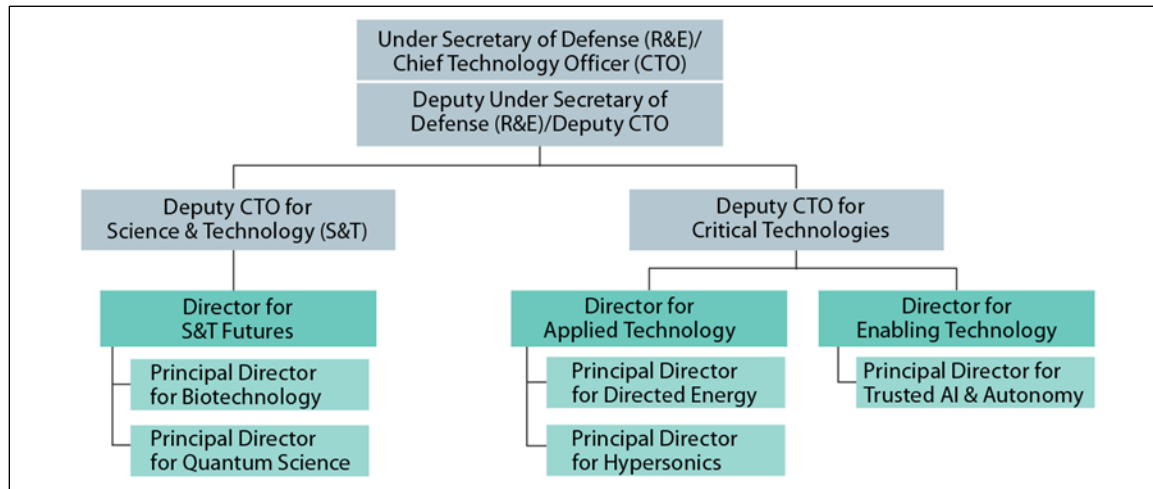 Under Secretary of Defense (R&E)/
Chief Technology Officer (CTO)
Deputy Under Secretary of
Defense (R&E)/Deputy CTO
Deputy CTO for
Science & Technology (S&T)
Deputy CTO for
Critical Technologies
Director for
S&T Futures
Director for
Applied Technology
Director for
Enabling Technology
Principal Director
for Biotechnology
Principal Director
for Directed Energy
Principal Director for
Trusted AI & Autonomy
Principal Director
for Quantum Science
Principal Director
for Hypersonics